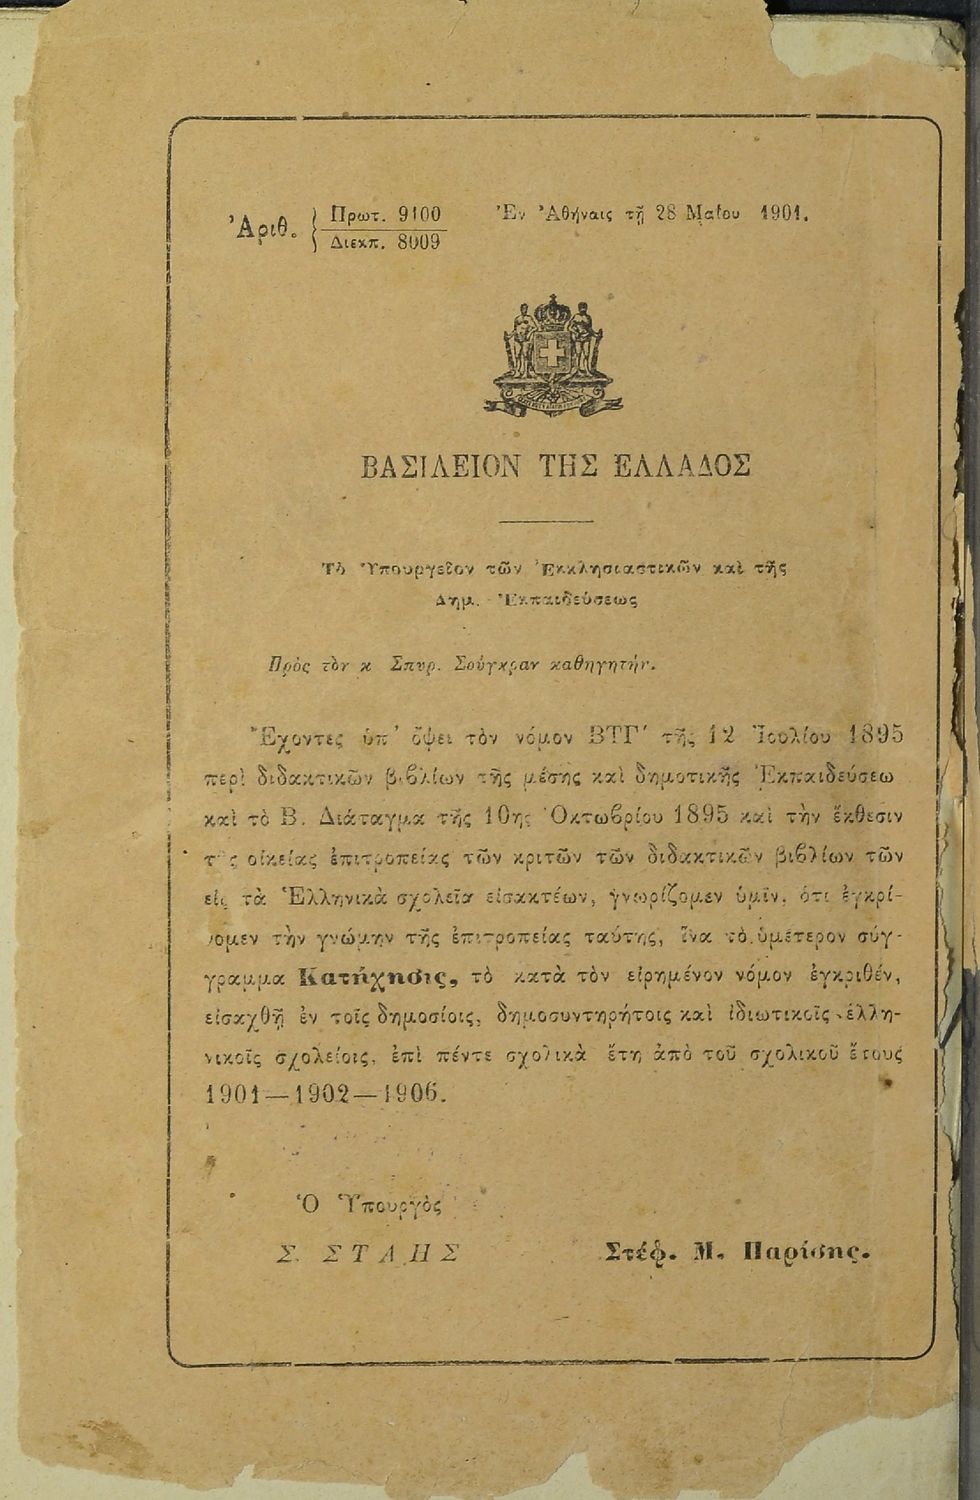 Ἀριθ. { Πρωτ. 9100
Διεκπ. 8009
Ἐν Ἀθήναις τῇ 28 Μαΐου 1901.
ΒΑΣΙΛΕΙΟΝ ΤΗΣ ΕΛΛΑΔΟΣ
Τὸ Ὑπουργεῖον τῶν Ἐκκλησιαστικῶν καὶ τῆς
Δημ. Ἐκπαιδεύσεως
Πρὸς τὸν κ Σπυρ. Σούγκραν καθηγητήν.
Ἔχοντες ὑπ' ὄψει τὸν νόμον ΒΤΓ' τῆς 12 Ἰουλίου 1895
περὶ διδακτικῶν βιβλίων τῆς μέσης καὶ δημοτικῆς Ἐκπαιδεύσεω
καὶ τὸ Β. Διάταγμα τῆς 10ης Ὀκτωβρίου 1895 καὶ τὴν ἔκθεσιν
τῆς οἰκείας ἐπιτροπείας τῶν κριτῶν τῶν διδακτικῶν βιβλίων τῶν
εἰς τὰ Ἑλληνικὰ σχολεῖα εἰσακτέων, γνωρίζομεν ὑμῖν, ὅτι ἐγκρί-
νομεν τὴν γνώμην τῆς ἐπιτροπείας ταύτης, ἵνα τὸ ὑμέτερον σύγ-
γραμμα Κατήχησις, τὸ κατὰ τὸν εἰρημένον νόμον ἐγκριθέν,
εἰσαχθῇ ἐν τοῖς δημοσίοις, δημοσυντηρήτοις καὶ ἰδιωτικοῖς ἑλλη-
νικοῖς σχολείοις, ἐπὶ πέντε σχολικὰ ἔτη ἀπὸ τοῦ σχολικοῦ ἔτους
1901—1902—1906.
Ὁ Ὑπουργὸς
Σ. ΣΤΑΗΣ
Στέφ. Μ. Παρίσης.